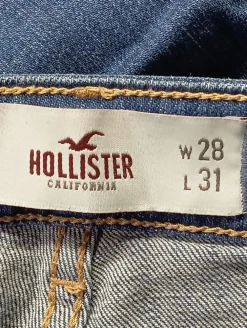 HOLLISTER
CALIFORNIA
W 28
L 31